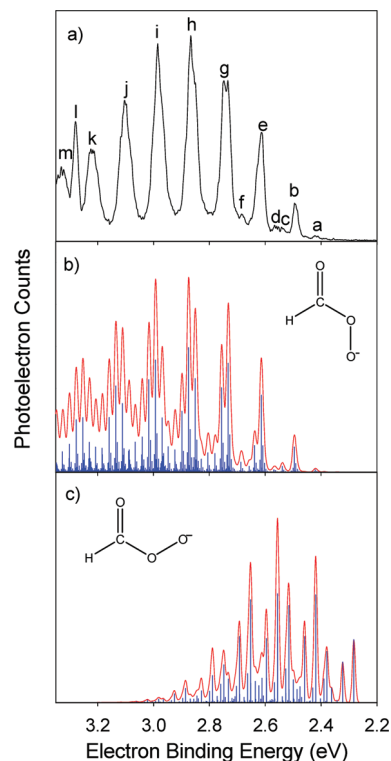 a)
h
i
g
j
l
e
k
m
b
f
d
c
a
b)
O
H
C
O
O⁻
c)
O
H
C
O
O⁻
Photoelectron Counts
3.2
3.0
2.8
2.6
2.4
2.2
Electron Binding Energy (eV)